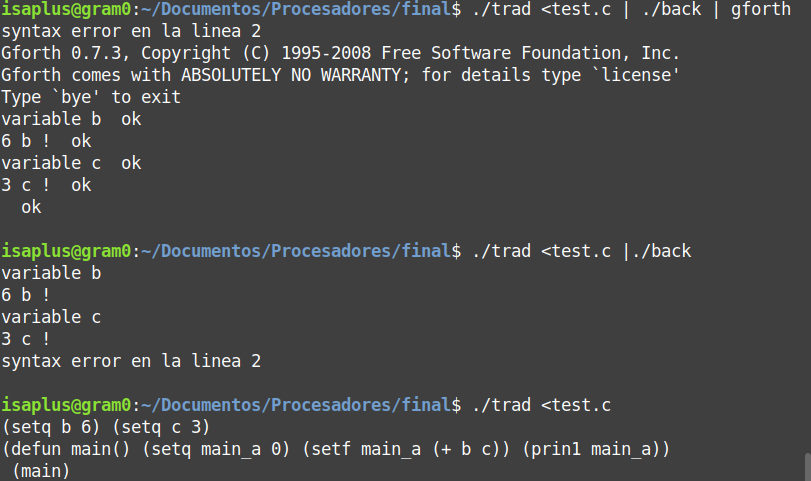 isaplus@gram0:~/Documentos/Procesadores/final$ ./trad <test.c | ./back | gforth
syntax error en la linea 2
Gforth 0.7.3, Copyright (C) 1995-2008 Free Software Foundation, Inc.
Gforth comes with ABSOLUTELY NO WARRANTY; for details type `license'
Type `bye' to exit
variable b  ok
6 b !  ok
variable c  ok
3 c !  ok
  ok
isaplus@gram0:~/Documentos/Procesadores/final$ ./trad <test.c |./back
variable b
6 b !
variable c
3 c !
syntax error en la linea 2
isaplus@gram0:~/Documentos/Procesadores/final$ ./trad <test.c
(setq b 6) (setq c 3)
(defun main() (setq main_a 0) (setf main_a (+ b c)) (prin1 main_a))
 (main)